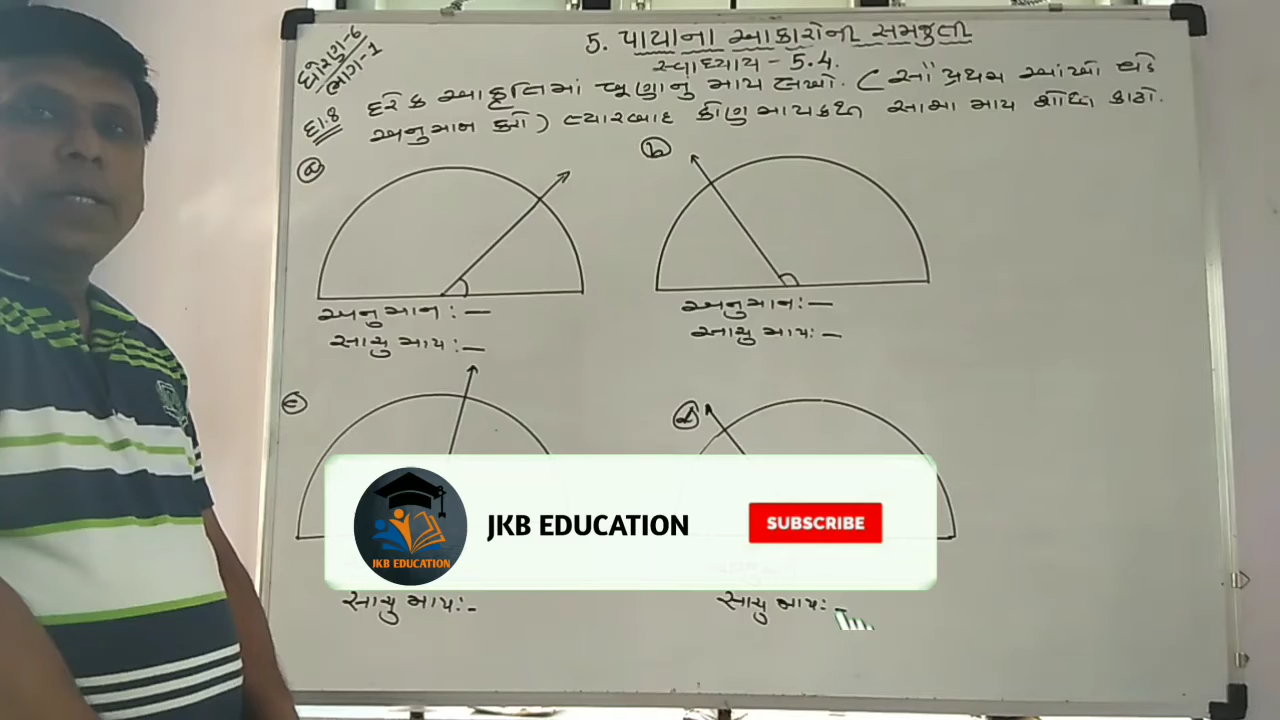 ધોરણ-6
ભાગ-1
5. પાયાના આકારોની સમજુતી
સ્વાધ્યાય - 5.4.
દા.8 દરેક આકૃતિમાં ખૂણાનું માપ લખો. ( સૌ પ્રથમ આંખો વડે
અનુમાન કરો ) ત્યારબાદ કોણમાપકથી સાચા માપ શોધી કાઢો.
a
b
અનુમાન :-
સાચુ માપ :-
અનુમાન :-
સાચુ માપ :-
c
d
JKB EDUCATION
JKB EDUCATION
SUBSCRIBE
સાચુ માપ :-
સાચુ માપ :-